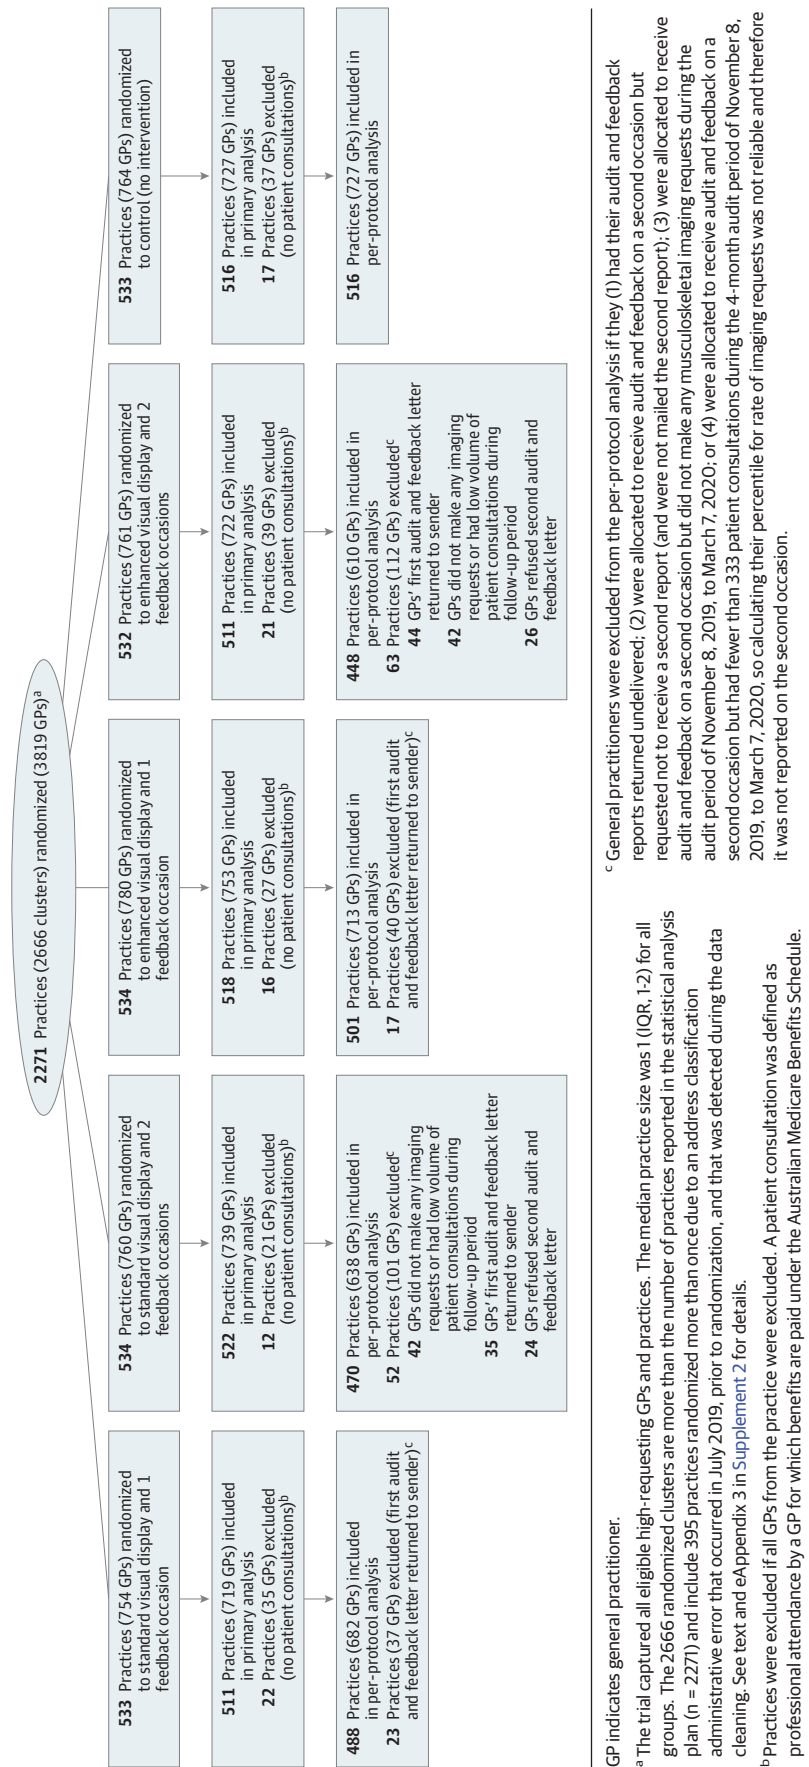 2271 Practices (2666 clusters) randomized (3819 GPs)a
533 Practices (754 GPs) randomized
to standard visual display and 1
feedback occasion
534 Practices (760 GPs) randomized
to standard visual display and 2
feedback occasions
534 Practices (780 GPs) randomized
to enhanced visual display and 1
feedback occasion
532 Practices (761 GPs) randomized
to enhanced visual display and 2
feedback occasions
533 Practices (764 GPs) randomized
to control (no intervention)
511 Practices (719 GPs) included
in primary analysis
22 Practices (35 GPs) excluded
(no patient consultations)b
522 Practices (739 GPs) included
in primary analysis
12 Practices (21 GPs) excluded
(no patient consultations)b
518 Practices (753 GPs) included
in primary analysis
16 Practices (27 GPs) excluded
(no patient consultations)b
511 Practices (722 GPs) included
in primary analysis
21 Practices (39 GPs) excluded
(no patient consultations)b
516 Practices (727 GPs) included
in primary analysis
17 Practices (37 GPs) excluded
(no patient consultations)b
488 Practices (682 GPs) included
in per-protocol analysis
23 Practices (37 GPs) excluded (first audit
and feedback letter returned to sender)c
470 Practices (638 GPs) included in
per-protocol analysis
52 Practices (101 GPs) excludedc
42 GPs did not make any imaging
requests or had low volume of
patient consultations during
follow-up period
35 GPs' first audit and feedback letter
returned to sender
24 GPs refused second audit and
feedback letter
501 Practices (713 GPs) included in
per-protocol analysis
17 Practices (40 GPs) excluded (first audit
and feedback letter returned to sender)c
448 Practices (610 GPs) included in
per-protocol analysis
63 Practices (112 GPs) excludedc
44 GPs' first audit and feedback letter
returned to sender
42 GPs did not make any imaging
requests or had low volume of
patient consultations during
follow-up period
26 GPs refused second audit and
feedback letter
516 Practices (727 GPs) included in
per-protocol analysis
GP indicates general practitioner.
a The trial captured all eligible high-requesting GPs and practices. The median practice size was 1 (IQR, 1-2) for all
groups. The 2666 randomized clusters are more than the number of practices reported in the statistical analysis
plan (n = 2271) and include 395 practices randomized more than once due to an address classification
administrative error that occurred in July 2019, prior to randomization, and that was detected during the data
cleaning. See text and eAppendix 3 in Supplement 2 for details.
b Practices were excluded if all GPs from the practice were excluded. A patient consultation was defined as
professional attendance by a GP for which benefits are paid under the Australian Medicare Benefits Schedule.
c General practitioners were excluded from the per-protocol analysis if they (1) had their audit and feedback
reports returned undelivered; (2) were allocated to receive audit and feedback on a second occasion but
requested not to receive a second report (and were not mailed the second report); (3) were allocated to receive
audit and feedback on a second occasion but did not make any musculoskeletal imaging requests during the
audit period of November 8, 2019, to March 7, 2020; or (4) were allocated to receive audit and feedback on a
second occasion but had fewer than 333 patient consultations during the 4-month audit period of November 8,
2019, to March 7, 2020, so calculating their percentile for rate of imaging requests was not reliable and therefore
it was not reported on the second occasion.